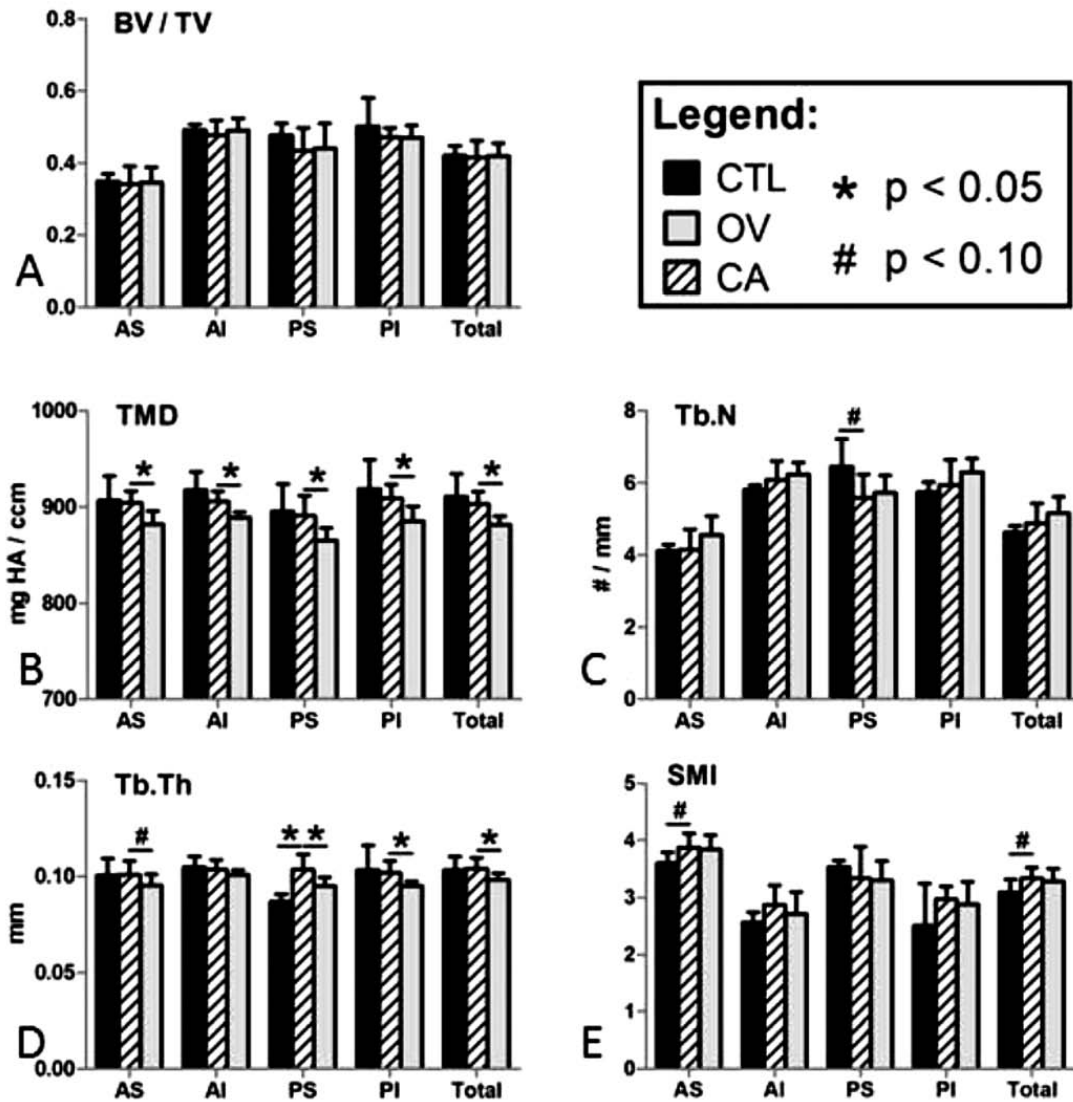 BV / TV
0.8
0.6
0.4
0.2
0.0
A
AS AI PS PI Total
Legend:
CTL * p < 0.05
OV # p < 0.10
CA
TMD
1000
900
800
700
mg HA / ccm
B
* * * * *
AS AI PS PI Total
Tb.N
8
6
4
2
0
# / mm
C
#
AS AI PS PI Total
Tb.Th
0.15
0.10
0.05
0.00
mm
D
# * * * *
AS AI PS PI Total
SMI
5
4
3
2
1
0
E
# #
AS AI PS PI Total